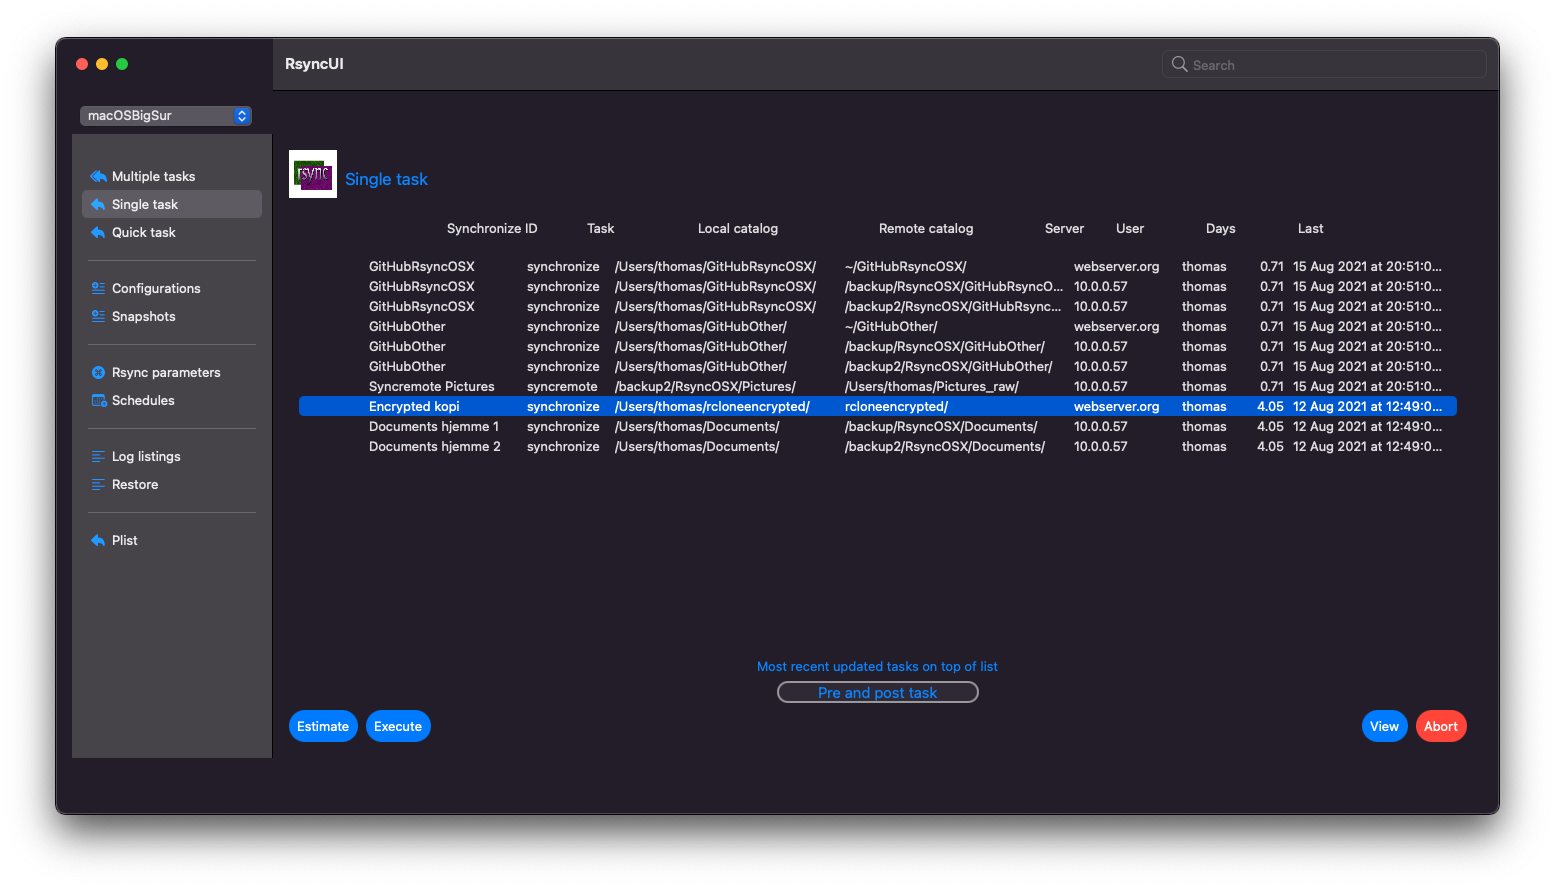 RsyncUI
Search
macOSBigSur
Multiple tasks
Single task
Quick task
Configurations
Snapshots
Rsync parameters
Schedules
Log listings
Restore
Plist
rsync
Single task
Synchronize ID Task Local catalog Remote catalog Server User Days Last
GitHubRsyncOSX synchronize /Users/thomas/GitHubRsyncOSX/ ~/GitHubRsyncOSX/ webserver.org thomas 0.71 15 Aug 2021 at 20:51:0...
GitHubRsyncOSX synchronize /Users/thomas/GitHubRsyncOSX/ /backup/RsyncOSX/GitHubRsyncO... 10.0.0.57 thomas 0.71 15 Aug 2021 at 20:51:0...
GitHubRsyncOSX synchronize /Users/thomas/GitHubRsyncOSX/ /backup2/RsyncOSX/GitHubRsync... 10.0.0.57 thomas 0.71 15 Aug 2021 at 20:51:0...
GitHubOther synchronize /Users/thomas/GitHubOther/ ~/GitHubOther/ webserver.org thomas 0.71 15 Aug 2021 at 20:51:0...
GitHubOther synchronize /Users/thomas/GitHubOther/ /backup/RsyncOSX/GitHubOther/ 10.0.0.57 thomas 0.71 15 Aug 2021 at 20:51:0...
GitHubOther synchronize /Users/thomas/GitHubOther/ /backup2/RsyncOSX/GitHubOther/ 10.0.0.57 thomas 0.71 15 Aug 2021 at 20:51:0...
Syncremote Pictures syncremote /backup2/RsyncOSX/Pictures/ /Users/thomas/Pictures_raw/ 10.0.0.57 thomas 0.71 15 Aug 2021 at 20:51:0...
Encrypted kopi synchronize /Users/thomas/rcloneencrypted/ rcloneencrypted/ webserver.org thomas 4.05 12 Aug 2021 at 12:49:0...
Documents hjemme 1 synchronize /Users/thomas/Documents/ /backup/RsyncOSX/Documents/ 10.0.0.57 thomas 4.05 12 Aug 2021 at 12:49:0...
Documents hjemme 2 synchronize /Users/thomas/Documents/ /backup2/RsyncOSX/Documents/ 10.0.0.57 thomas 4.05 12 Aug 2021 at 12:49:0...
Most recent updated tasks on top of list
Pre and post task
Estimate Execute View Abort